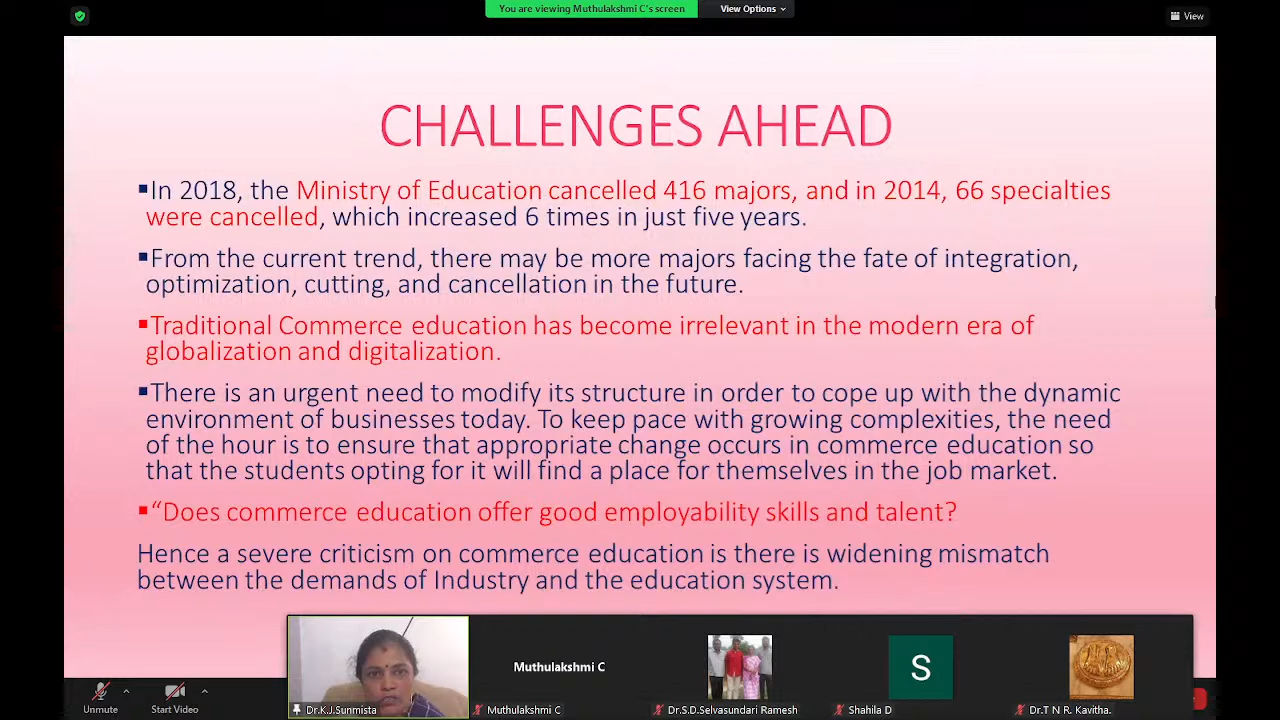 You are viewing Muthulakshmi C's screen
View Options
View
CHALLENGES AHEAD
▪In 2018, the Ministry of Education cancelled 416 majors, and in 2014, 66 specialties
were cancelled, which increased 6 times in just five years.
▪From the current trend, there may be more majors facing the fate of integration,
optimization, cutting, and cancellation in the future.
▪Traditional Commerce education has become irrelevant in the modern era of
globalization and digitalization.
▪There is an urgent need to modify its structure in order to cope up with the dynamic
environment of businesses today. To keep pace with growing complexities, the need
of the hour is to ensure that appropriate change occurs in commerce education so
that the students opting for it will find a place for themselves in the job market.
▪“Does commerce education offer good employability skills and talent?
Hence a severe criticism on commerce education is there is widening mismatch
between the demands of Industry and the education system.
Muthulakshmi C
S
Unmute
Start Video
Dr.K.J.Sunmista
Muthulakshmi C
Dr.S.D.Selvasundari Ramesh
Shahila D
Dr.T N R. Kavitha.